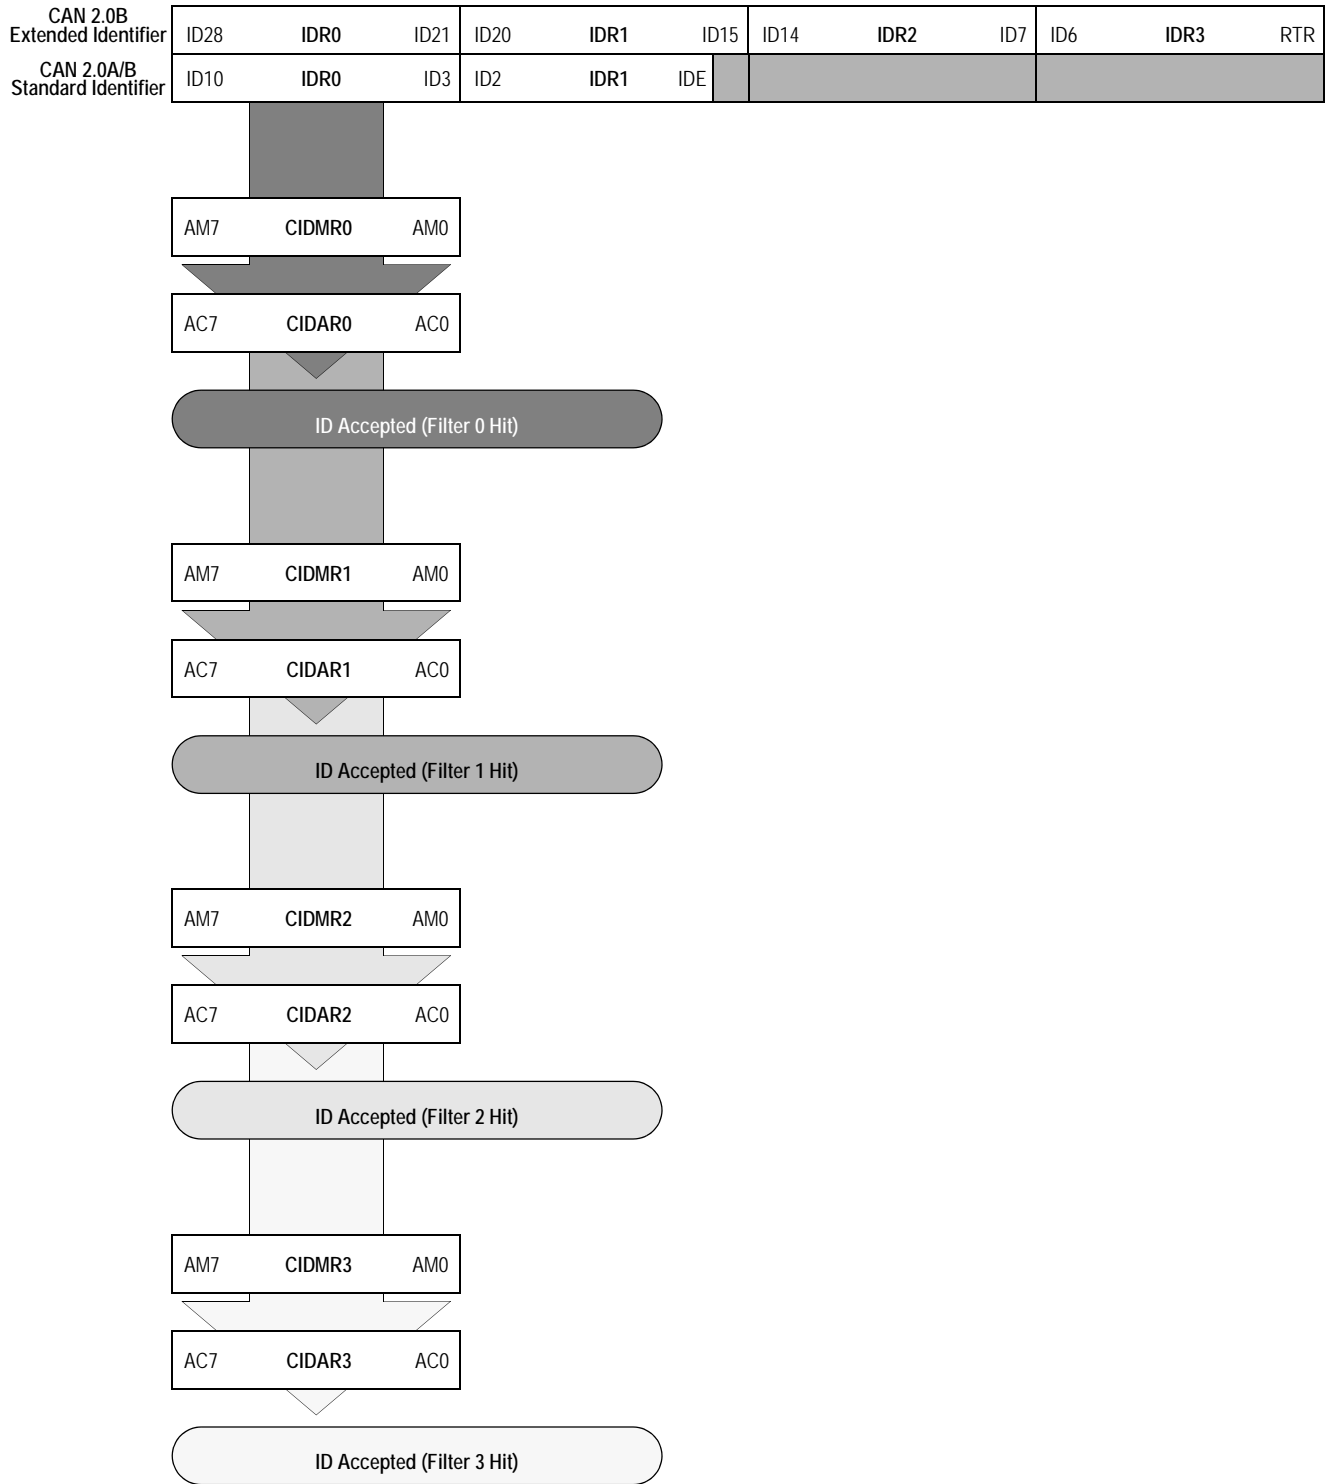 CAN 2.0B
Extended Identifier ID28 IDR0 ID21 ID20 IDR1 ID15 ID14 IDR2 ID7 ID6 IDR3 RTR
CAN 2.0A/B
Standard Identifier ID10 IDR0 ID3 ID2 IDR1 IDE
AM7 CIDMR0 AM0
AC7 CIDAR0 AC0
ID Accepted (Filter 0 Hit)
AM7 CIDMR1 AM0
AC7 CIDAR1 AC0
ID Accepted (Filter 1 Hit)
AM7 CIDMR2 AM0
AC7 CIDAR2 AC0
ID Accepted (Filter 2 Hit)
AM7 CIDMR3 AM0
AC7 CIDAR3 AC0
ID Accepted (Filter 3 Hit)